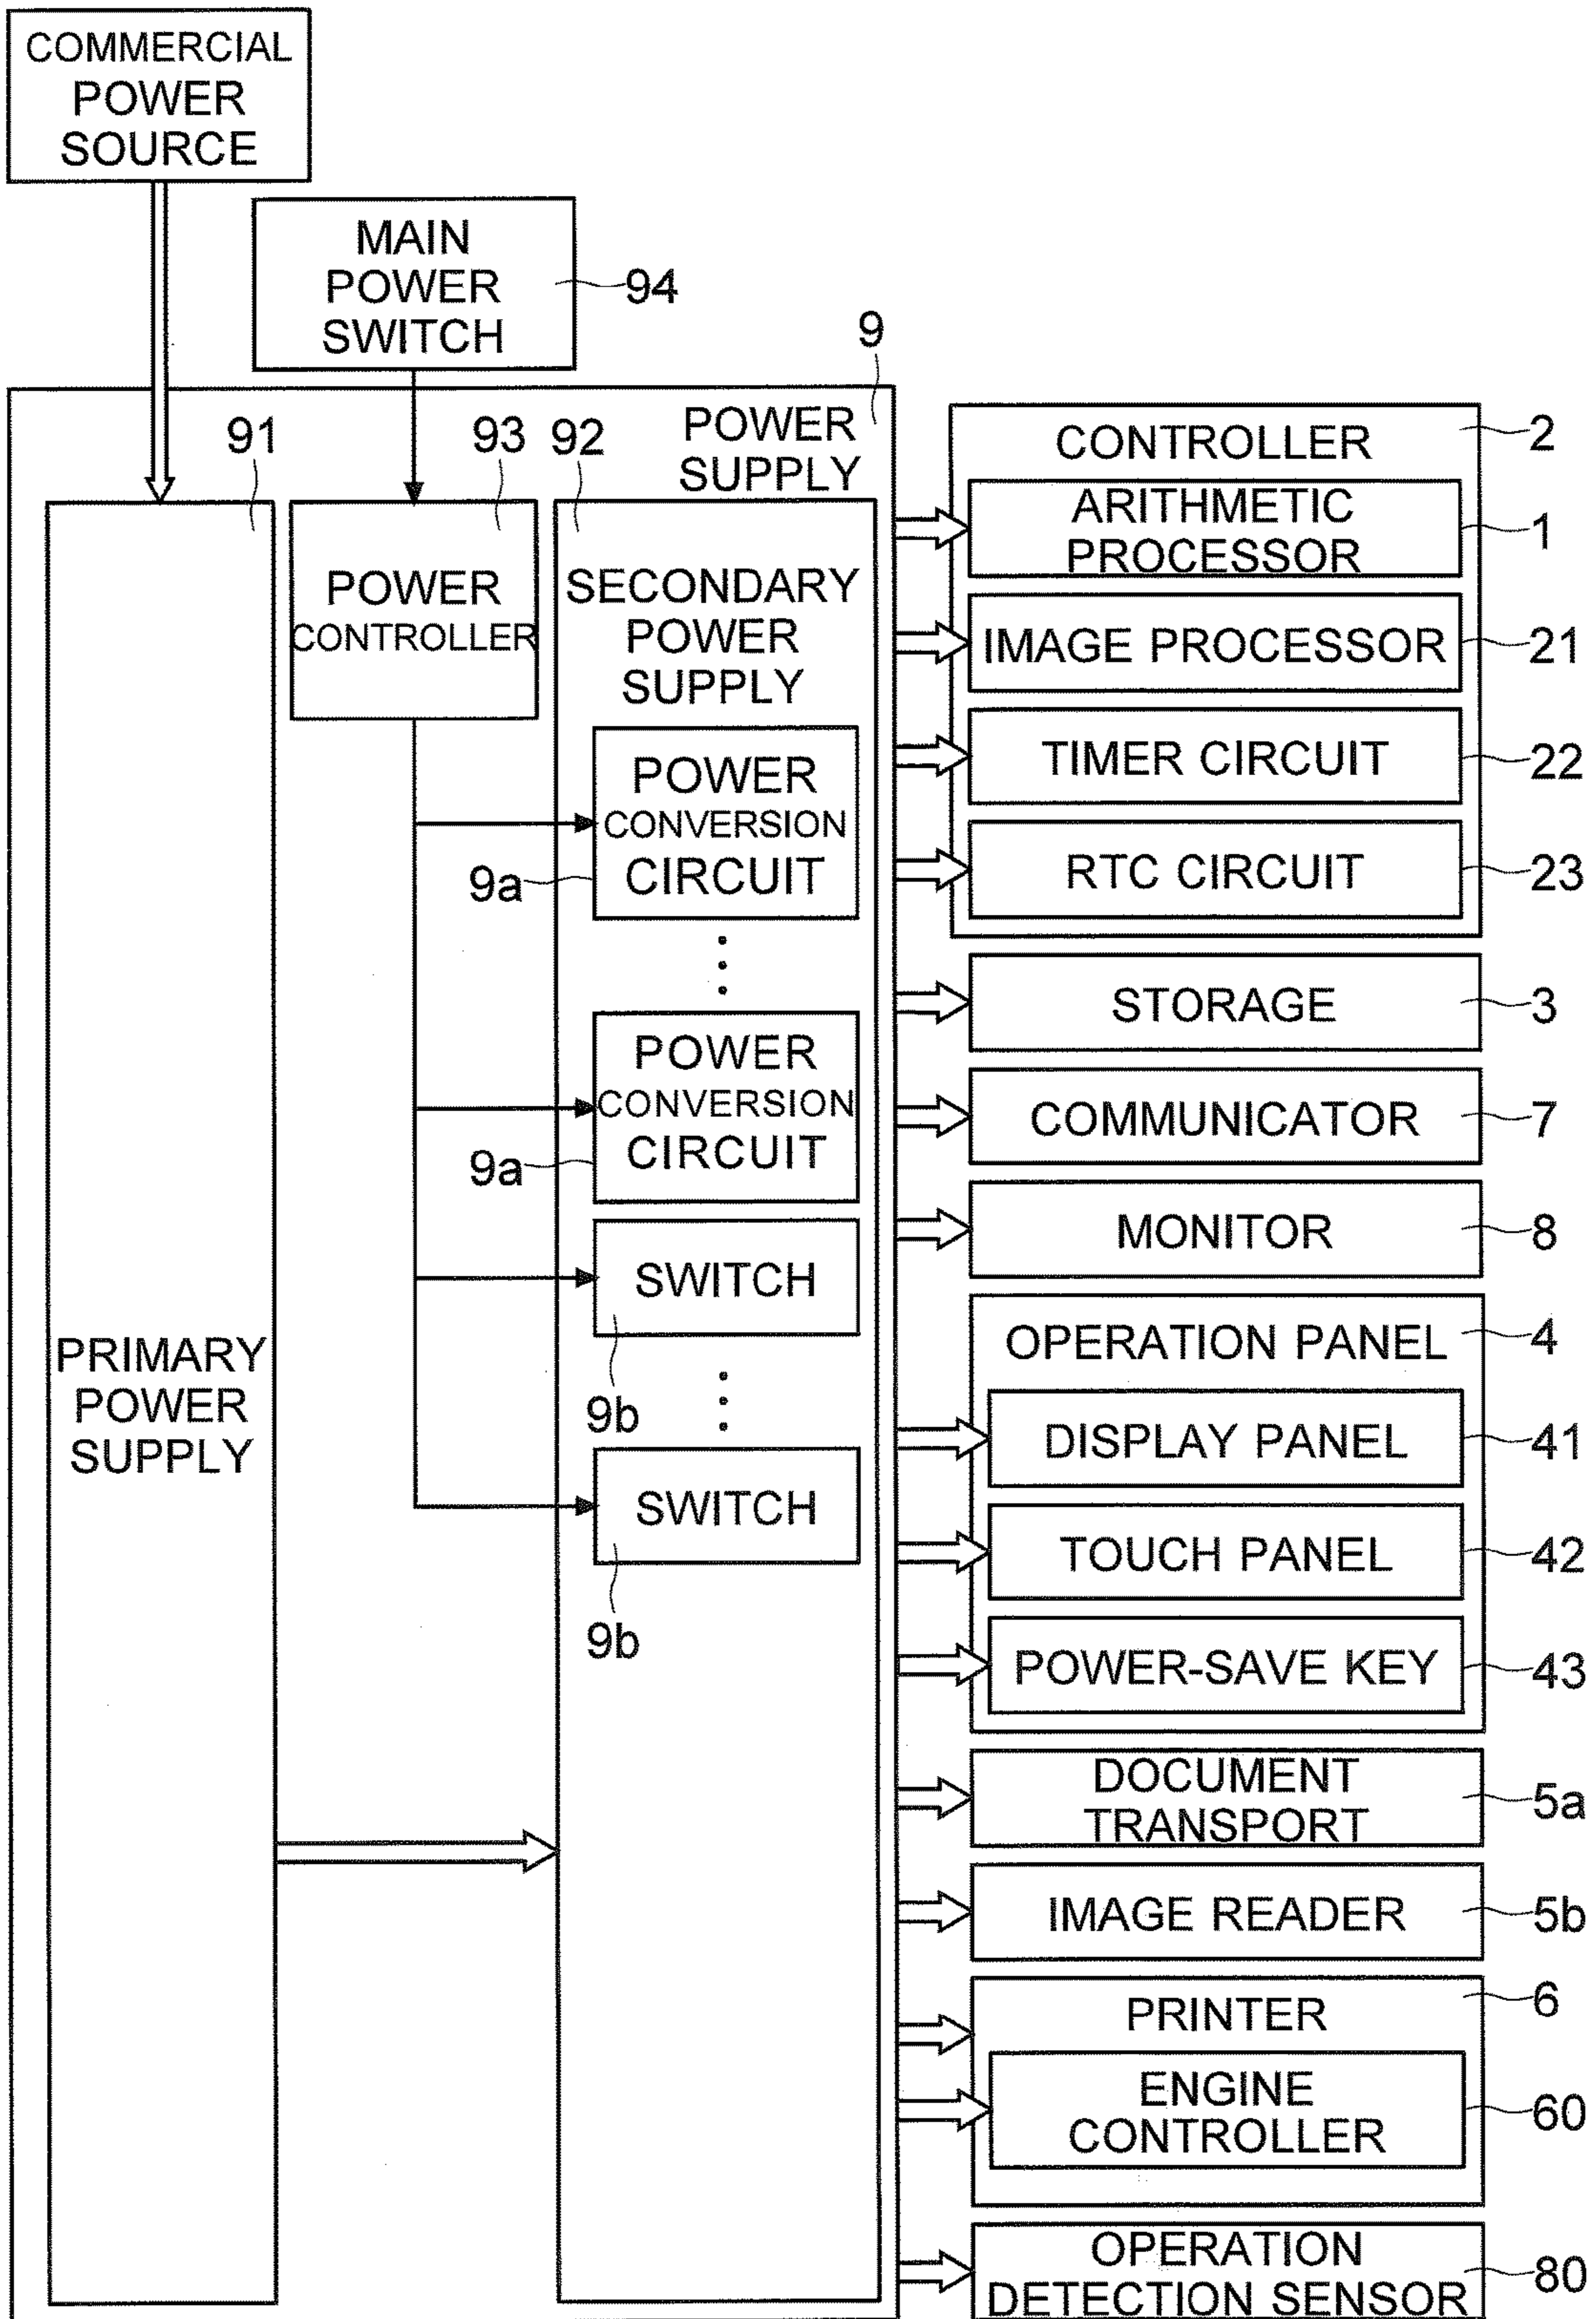 COMMERCIAL
POWER
SOURCE
MAIN
POWER
SWITCH
94
9
POWER
SUPPLY
91
93
92
POWER
CONTROLLER
SECONDARY
POWER
SUPPLY
POWER
CONVERSION
CIRCUIT
9a
POWER
CONVERSION
CIRCUIT
9a
SWITCH
9b
SWITCH
9b
PRIMARY
POWER
SUPPLY
CONTROLLER
2
ARITHMETIC
PROCESSOR
1
IMAGE PROCESSOR
21
TIMER CIRCUIT
22
RTC CIRCUIT
23
STORAGE
3
COMMUNICATOR
7
MONITOR
8
OPERATION PANEL
4
DISPLAY PANEL
41
TOUCH PANEL
42
POWER-SAVE KEY
43
DOCUMENT
TRANSPORT
5a
IMAGE READER
5b
PRINTER
6
ENGINE
CONTROLLER
60
OPERATION
DETECTION SENSOR
80